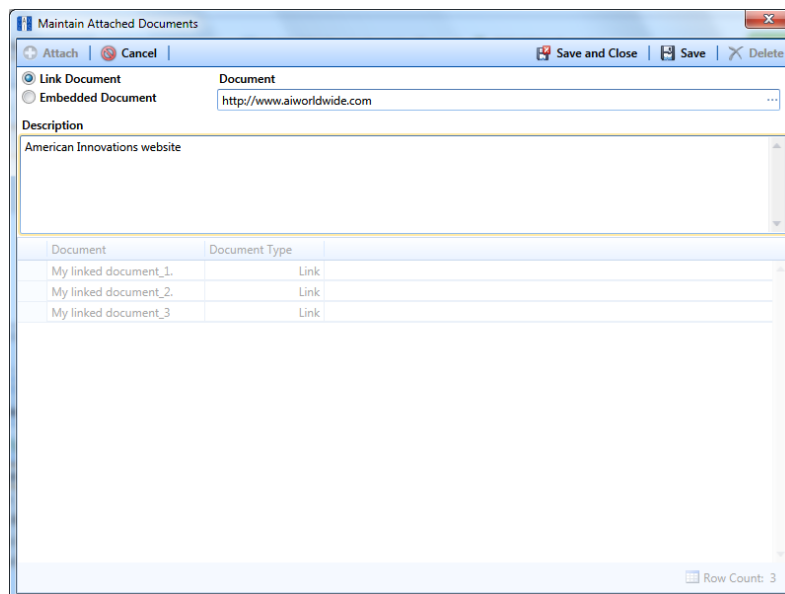 Maintain Attached Documents
Attach | Cancel | Save and Close | Save | Delete
Link Document Document
Embedded Document http://www.aiworldwide.com ...
Description
American Innovations website
Document Document Type
My linked document_1. Link
My linked document_2. Link
My linked document_3 Link
Row Count: 3